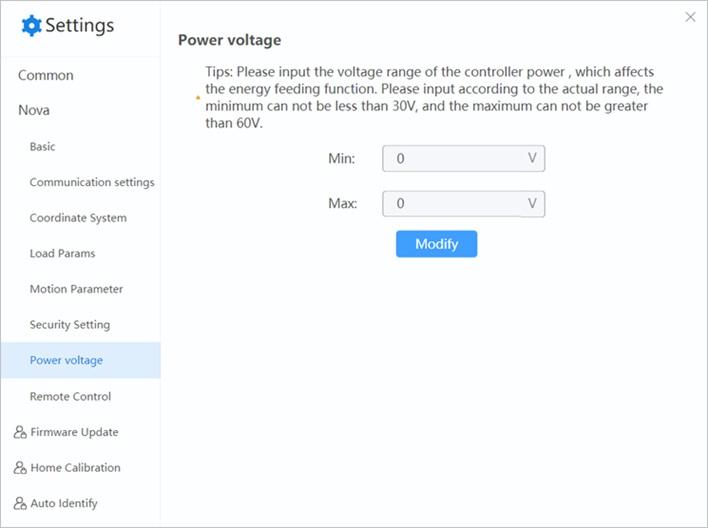 Settings
Common
Nova
Basic
Communication settings
Coordinate System
Load Params
Motion Parameter
Security Setting
Power voltage
Remote Control
Firmware Update
Home Calibration
Auto Identify
Power voltage
Tips: Please input the voltage range of the controller power , which affects
the energy feeding function. Please input according to the actual range, the
minimum can not be less than 30V, and the maximum can not be greater
than 60V.
Min: 0 V
Max: 0 V
Modify